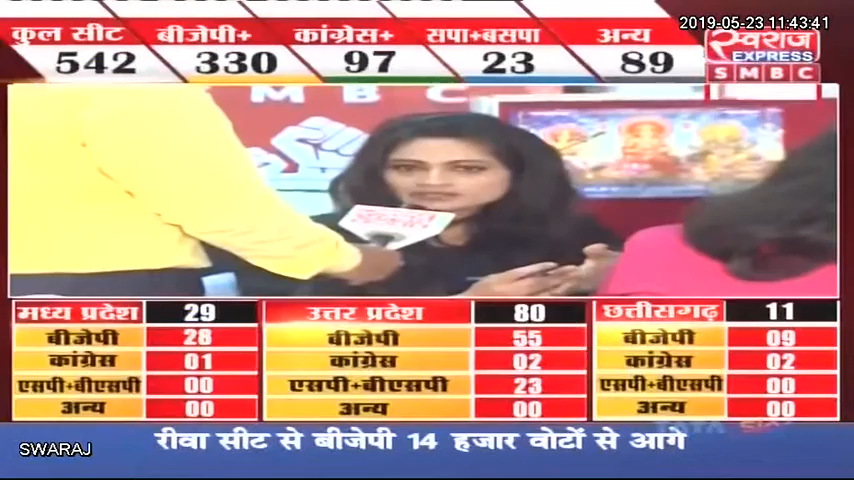 2019-05-23 11:43:41
कुल सीट बीजेपी+ कांग्रेस+ सपा+बसपा अन्य
542 330 97 23 89
स्वराज
EXPRESS
SMBC
SMBC
मध्य प्रदेश 29
बीजेपी 28
कांग्रेस 01
एसपी+बीएसपी 00
अन्य 00
उत्तर प्रदेश 80
बीजेपी 55
कांग्रेस 02
एसपी+बीएसपी 23
अन्य 00
छत्तीसगढ़ 11
बीजेपी 09
कांग्रेस 02
एसपी+बीएसपी 00
अन्य 00
SWARAJ
रीवा सीट से बीजेपी 14 हजार वोटों से आगे